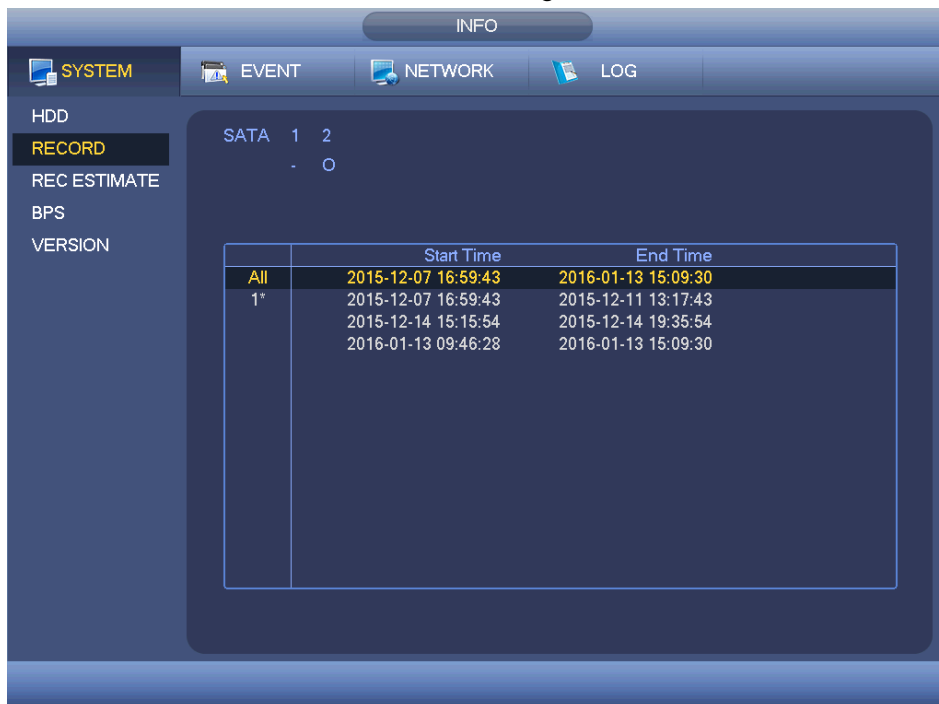 INFO
SYSTEM EVENT NETWORK LOG
HDD
RECORD
REC ESTIMATE
BPS
VERSION
SATA 1 2
- O
Start Time End Time
All 2015-12-07 16:59:43 2016-01-13 15:09:30
1* 2015-12-07 16:59:43 2015-12-11 13:17:43
2015-12-14 15:15:54 2015-12-14 19:35:54
2016-01-13 09:46:28 2016-01-13 15:09:30